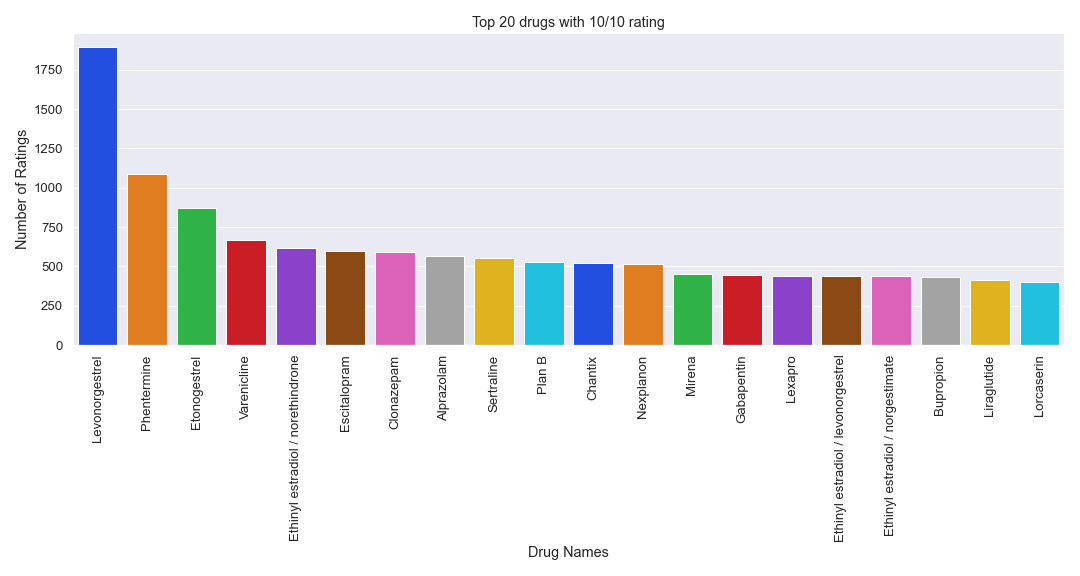 Top 20 drugs with 10/10 rating
Number of Ratings
1750
1500
1250
1000
750
500
250
0
Levonorgestrel
Phentermine
Etonogestrel
Varenicline
Ethinyl estradiol / norethindrone
Escitalopram
Clonazepam
Alprazolam
Sertraline
Plan B
Chantix
Nexplanon
Mirena
Gabapentin
Lexapro
Ethinyl estradiol / levonorgestrel
Ethinyl estradiol / norgestimate
Bupropion
Liraglutide
Lorcaserin
Drug Names